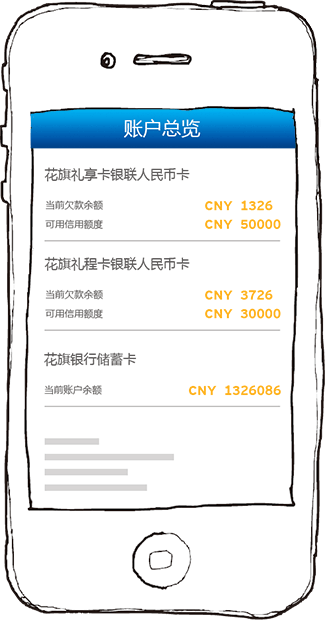 账户总览
花旗礼享卡银联人民币卡
当前欠款余额 CNY 1326
可用信用额度 CNY 50000
花旗礼程卡银联人民币卡
当前欠款余额 CNY 3726
可用信用额度 CNY 30000
花旗银行储蓄卡
当前账户余额 CNY 1326086